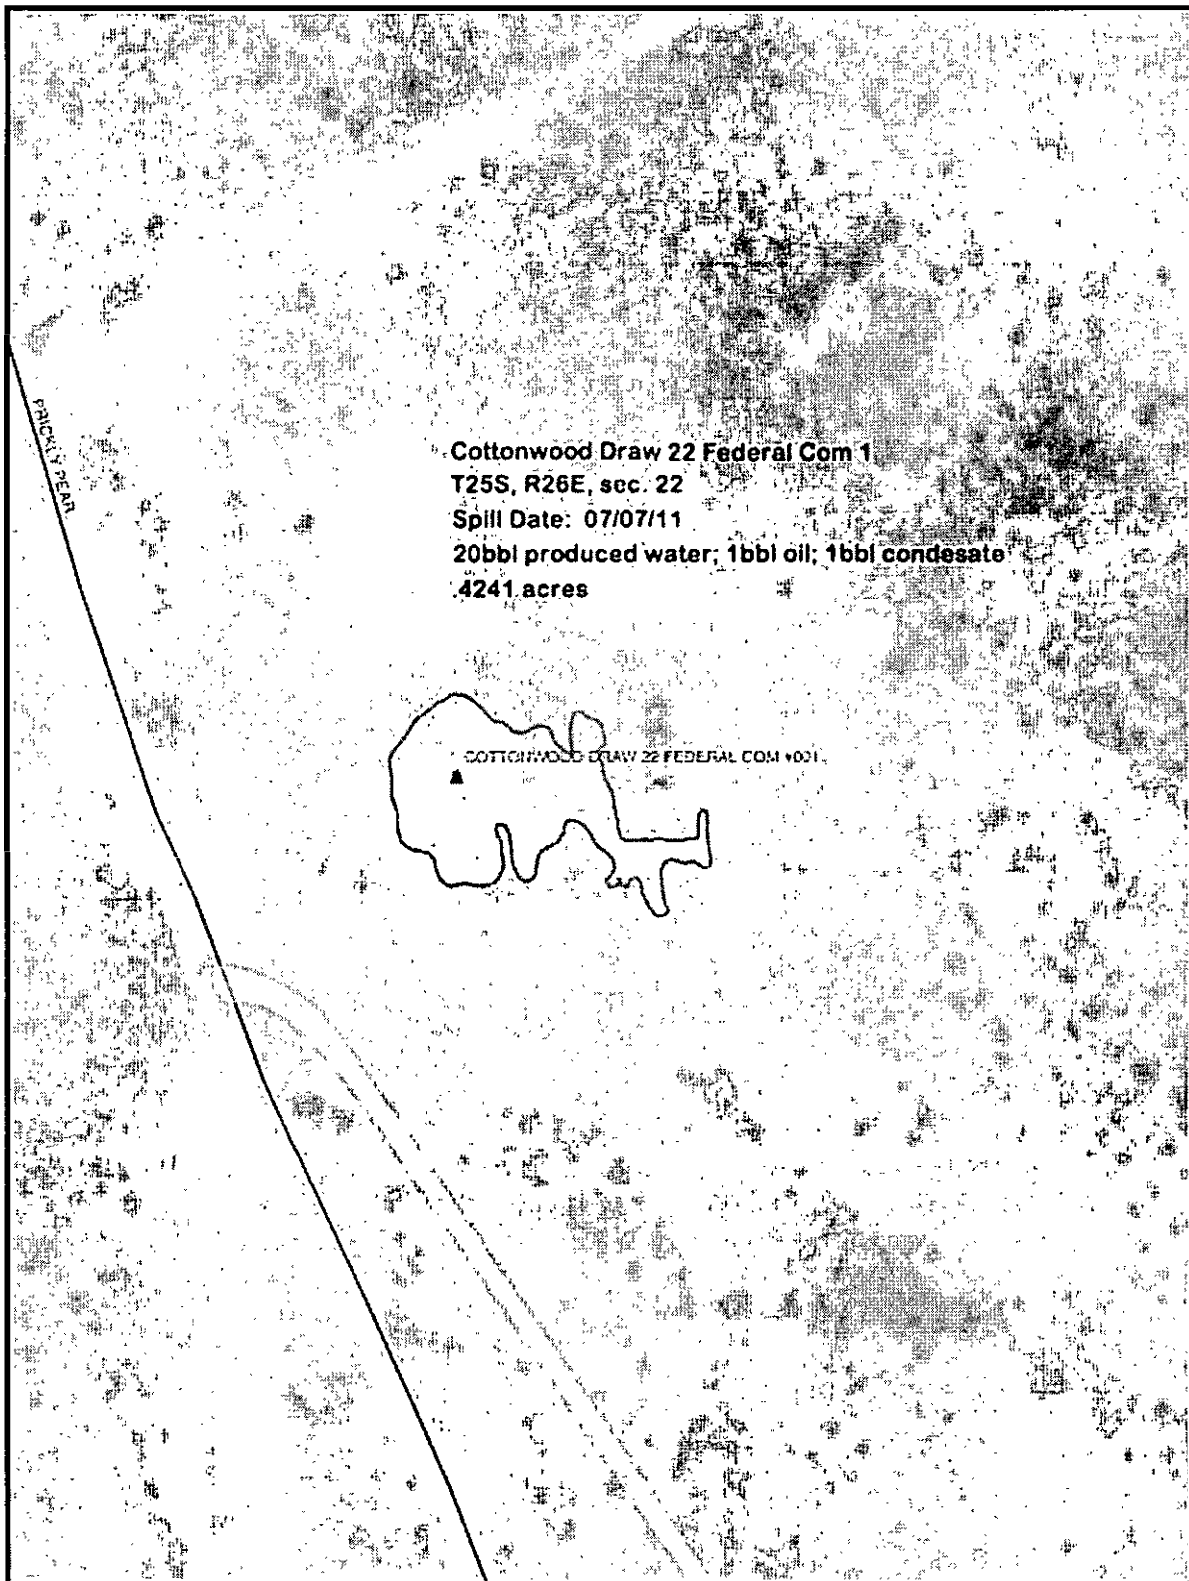 Cottonwood Draw 22 Federal Com 1
T25S, R26E, sec. 22
Spill Date: 07/07/11
20bbl produced water; 1bbl oil; 1bbl condesate
.4241 acres
PRICKLY PEAR
COTTONWOOD DRAW 22 FEDERAL COM #001